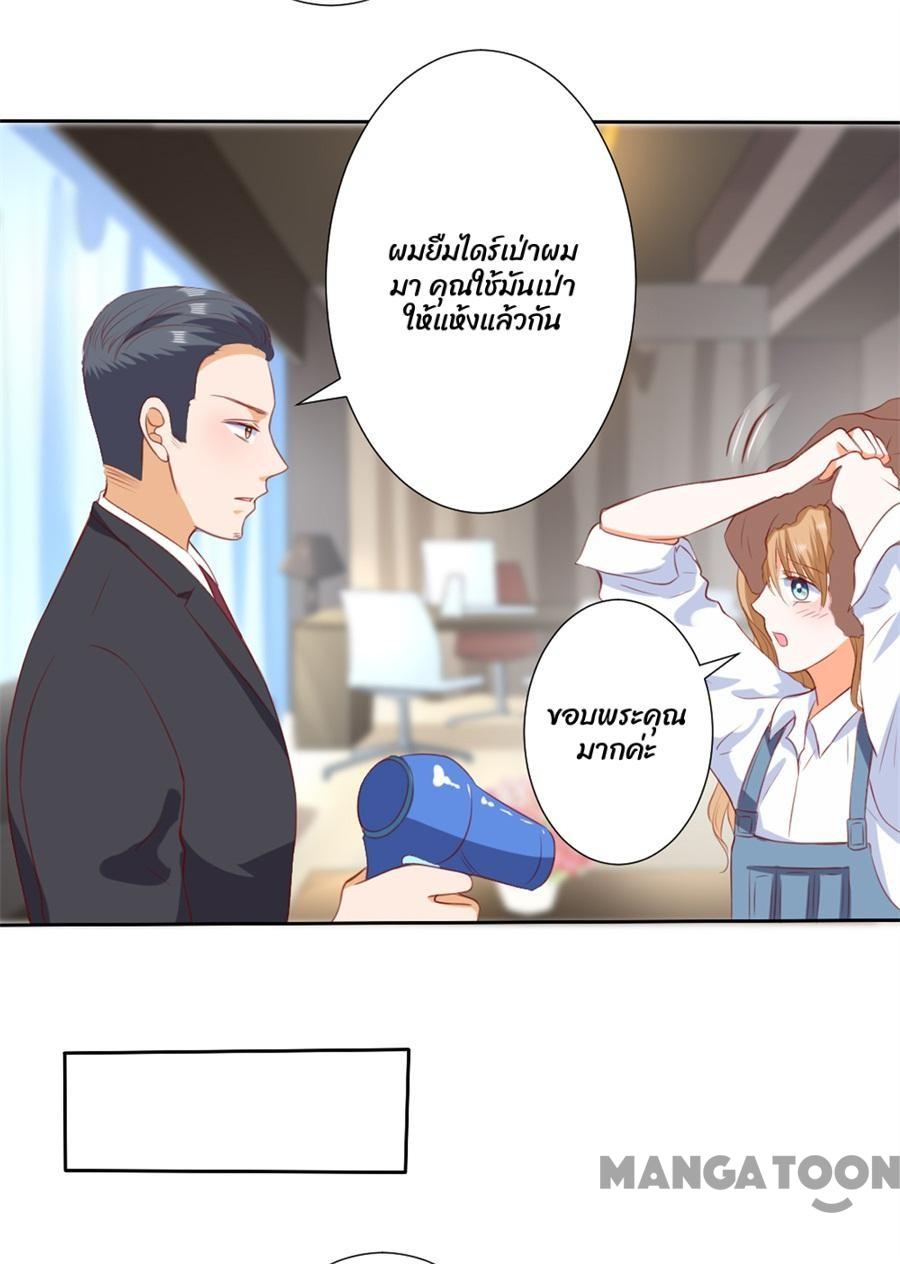 ผมยืมไดร์เป่าผม
มา คุณใช้มันเป่า
ให้แห้งแล้วกัน
ขอบพระคุณ
มากค่ะ
MANGATOON